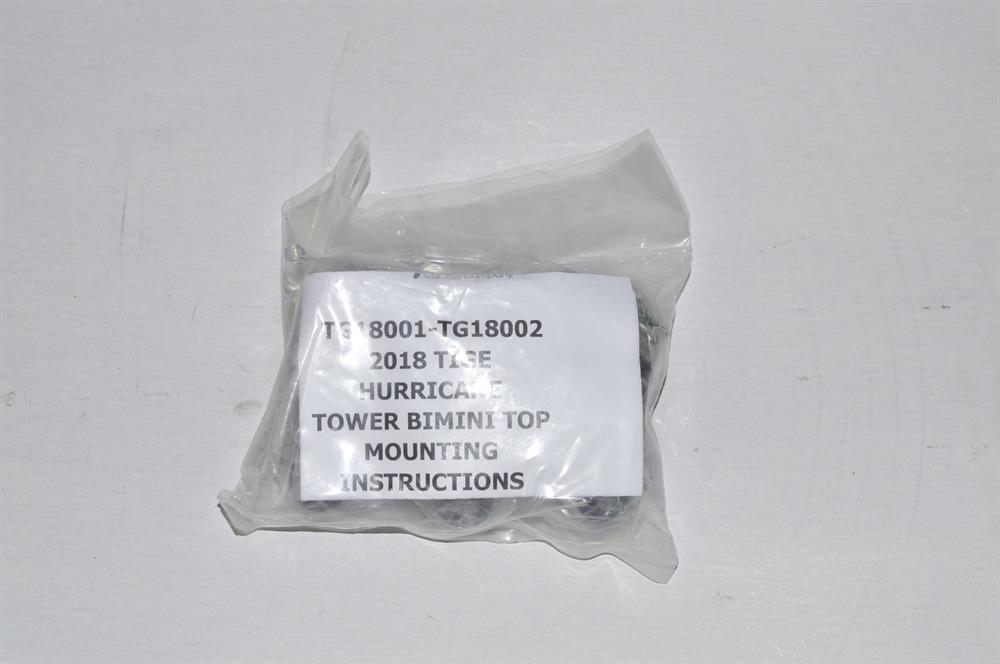 TG18001-TG18002
2018 TIGE
HURRICANE
TOWER BIMINI TOP
MOUNTING
INSTRUCTIONS